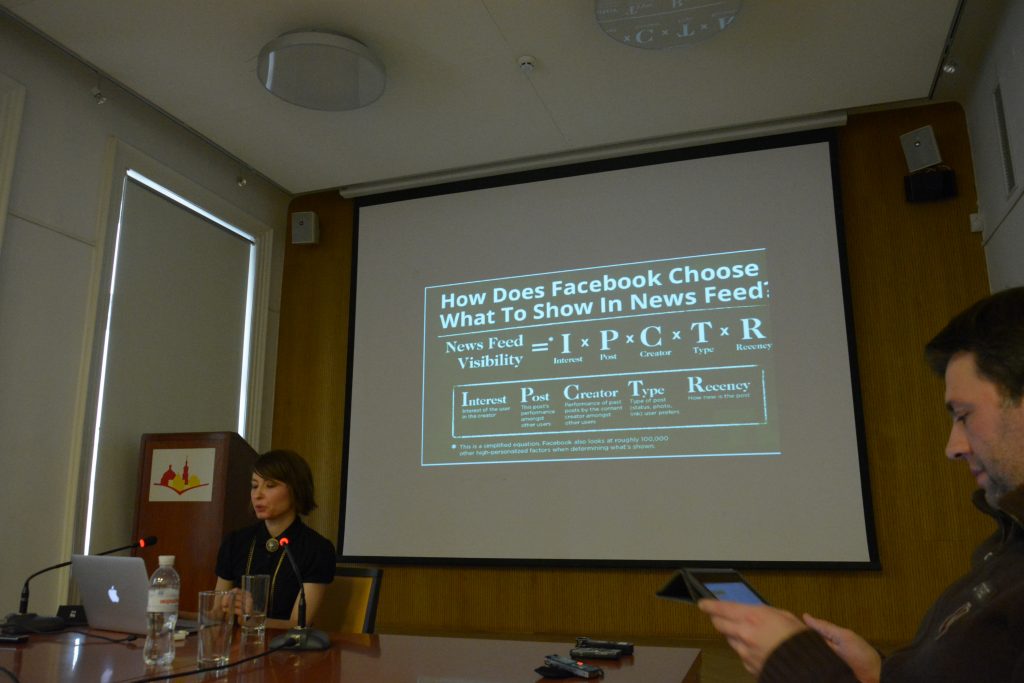 How Does Facebook Choose
What To Show In News Feed?
News Feed
Visibility
=* I x P x C x T x R
Interest Post Creator Type Recency
Interest
Interest of the user
in the creator
Post
This post's
performance
amongst
other users
Creator
Performance of past
posts by the content
creator amongst
other users
Type
Type of post
(status, photo,
link) user prefers
Recency
How new is the post
* This is a simplified equation. Facebook also looks at roughly 100,000
other high-personalized factors when determining what's shown.